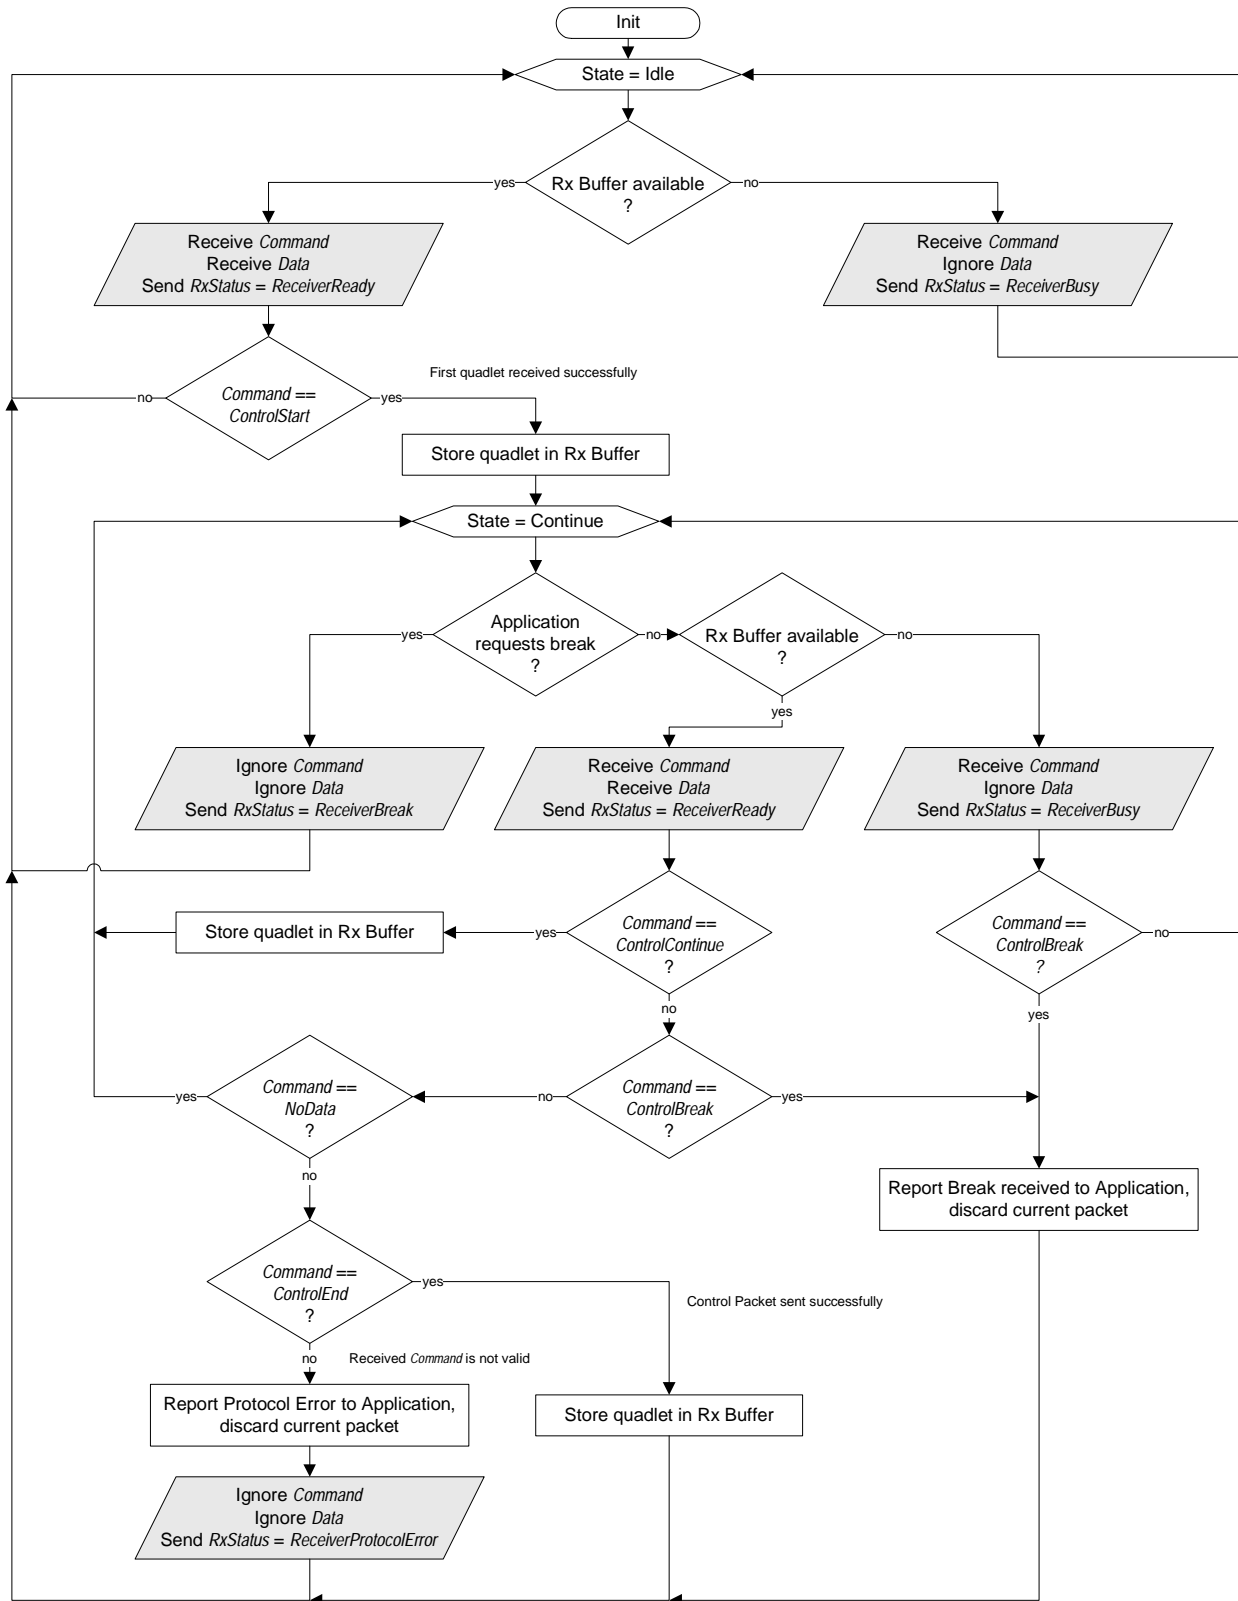 Init
State = Idle
Rx Buffer available
?
yes
no
Receive Command
Receive Data
Send RxStatus = ReceiverReady
Receive Command
Ignore Data
Send RxStatus = ReceiverBusy
First quadlet received successfully
Command ==
ControlStart
no
yes
Store quadlet in Rx Buffer
State = Continue
Application
requests break
?
yes
no
Rx Buffer available
?
no
yes
Ignore Command
Ignore Data
Send RxStatus = ReceiverBreak
Receive Command
Receive Data
Send RxStatus = ReceiverReady
Receive Command
Ignore Data
Send RxStatus = ReceiverBusy
Store quadlet in Rx Buffer
yes
Command ==
ControlContinue
?
no
Command ==
ControlBreak
?
no
yes
yes
Command ==
NoData
?
no
Command ==
ControlBreak
?
yes
no
Report Break received to Application,
discard current packet
Command ==
ControlEnd
?
yes
Control Packet sent successfully
no
Received Command is not valid
Report Protocol Error to Application,
discard current packet
Store quadlet in Rx Buffer
Ignore Command
Ignore Data
Send RxStatus = ReceiverProtocolError